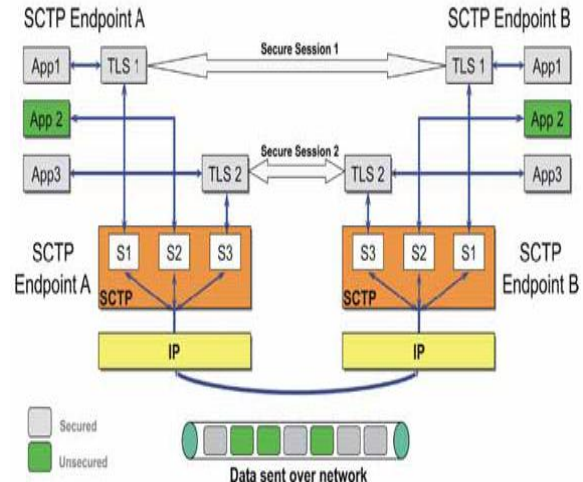 SCTP Endpoint A
SCTP Endpoint B
App1
TLS 1
Secure Session 1
TLS 1
App1
App 2
App 2
App3
TLS 2
Secure Session 2
TLS 2
App3
SCTP
Endpoint A
S1
S2
S3
SCTP
S3
S2
S1
SCTP
SCTP
Endpoint B
IP
IP
Secured
Unsecured
Data sent over network